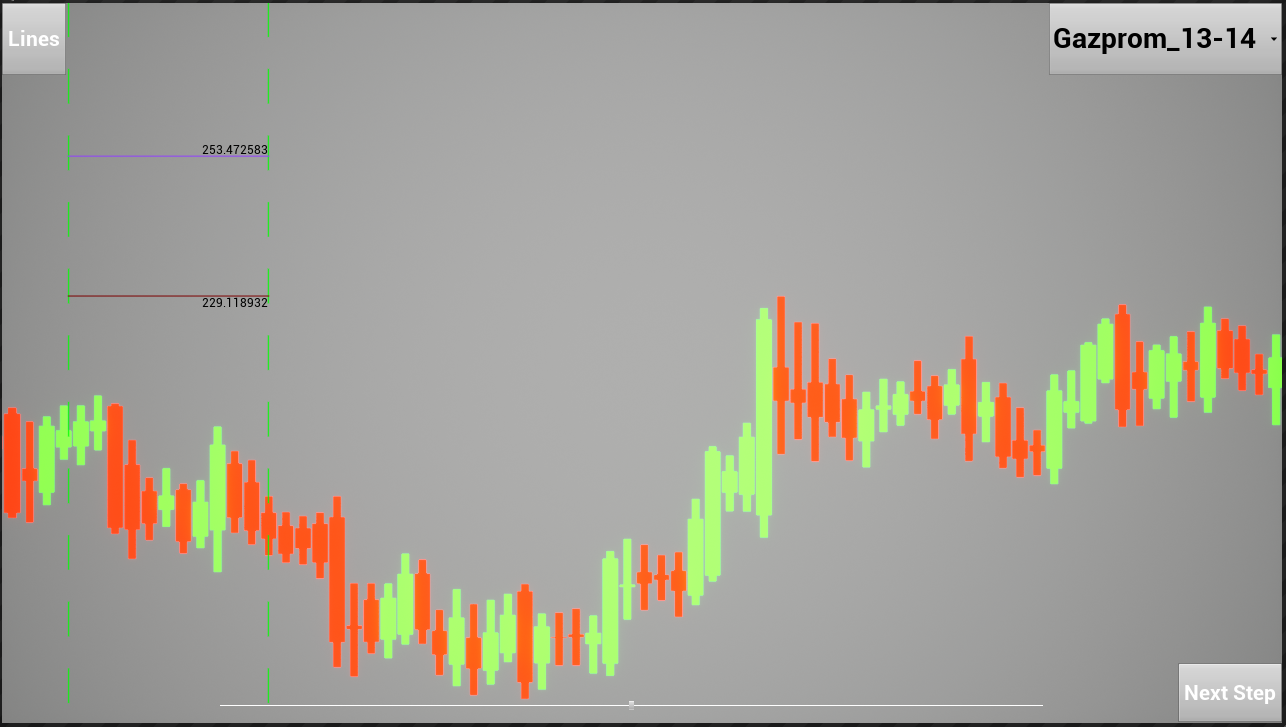 Lines
Gazprom_13-14
253.472583
229.118932
Next Step